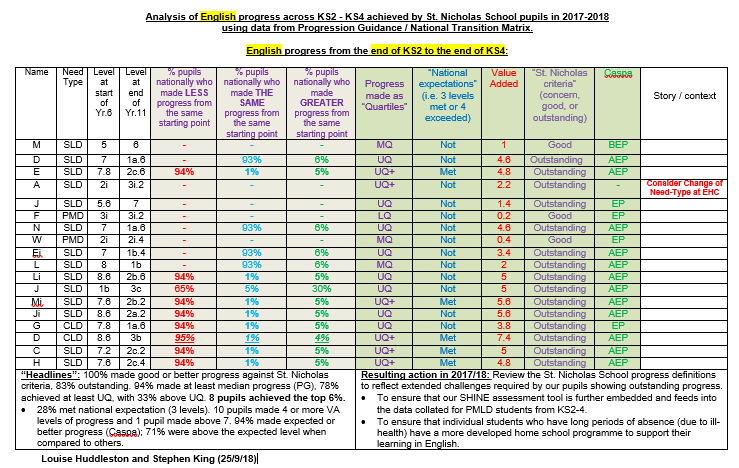 Analysis of English progress across KS2 - KS4 achieved by St. Nicholas School pupils in 2017-2018
using data from Progression Guidance / National Transition Matrix.
English progress from the end of KS2 to the end of KS4:
Name | Need Type | Level at start of Yr.6 | Level at end of Yr.11 | % pupils nationally who made LESS progress from the same starting point | % pupils nationally who made THE SAME progress from the same starting point | % pupils nationally who made GREATER progress from the same starting point | Progress made as "Quartiles" | "National expectations" (i.e. 3 levels met or 4 exceeded) | Value Added | "St. Nicholas criteria" (concern, good, or outstanding) | Caspa | Story / context
M | SLD | 5 | 6 | - | - | - | MQ | Not | 1 | Good | BEP
D | SLD | 7 | 1a.6 | - | 93% | 6% | UQ | Not | 4.6 | Outstanding | AEP
E | SLD | 7.8 | 2c.6 | 94% | 1% | 5% | UQ+ | Met | 4.8 | Outstanding | AEP
A | SLD | 2i | 3i.2 | - | - | - | UQ+ | Not | 2.2 | Outstanding | - | Consider Change of Need-Type at EHC
J | SLD | 5.6 | 7 | - | - | - | UQ | Not | 1.4 | Outstanding | EP
F | PMD | 3i | 3i.2 | - | - | - | LQ | Not | 0.2 | Good | EP
N | SLD | 7 | 1a.6 | - | 93% | 6% | UQ | Not | 4.6 | Outstanding | AEP
W | PMD | 2i | 2i.4 | - | - | - | MQ | Not | 0.4 | Good | EP
Ej | SLD | 7 | 1b.4 | - | 93% | 6% | UQ | Not | 3.4 | Outstanding | AEP
L | SLD | 8 | 1b | - | 93% | 6% | MQ | Not | 2 | Outstanding | AEP
Li | SLD | 8.6 | 2b.6 | 94% | 1% | 5% | UQ | Not | 5 | Outstanding | AEP
J | SLD | 1b | 3c | 65% | 5% | 30% | UQ | Not | 5 | Outstanding | AEP
Mi | SLD | 7.6 | 2b.2 | 94% | 1% | 5% | UQ+ | Met | 5.6 | Outstanding | AEP
Ji | SLD | 8.6 | 2a.2 | 94% | 1% | 5% | UQ | Not | 5.6 | Outstanding | AEP
G | CLD | 7.8 | 1a.6 | 94% | 1% | 5% | UQ | Not | 3.8 | Outstanding | EP
D | CLD | 8.6 | 3b | 95% | 1% | 4% | UQ+ | Met | 7.4 | Outstanding | AEP
C | SLD | 7.2 | 2c.2 | 94% | 1% | 5% | UQ+ | Met | 5 | Outstanding | AEP
H | SLD | 7.6 | 2c.4 | 94% | 1% | 5% | UQ+ | Met | 4.8 | Outstanding | AEP
"Headlines": 100% made good or better progress against St. Nicholas
criteria, 83% outstanding. 94% made at least median progress (PG), 78%
achieved at least UQ, with 33% above UQ. 8 pupils achieved the top 6%.
• 28% met national expectation (3 levels). 10 pupils made 4 or more VA
levels of progress and 1 pupil made above 7. 94% made expected or
better progress (Caspa); 71% were above the expected level when
compared to others.
Resulting action in 2017/18: Review the St. Nicholas School progress definitions
to reflect extended challenges required by our pupils showing outstanding progress.
• To ensure that our SHINE assessment tool is further embedded and feeds into
the data collated for PMLD students from KS2-4.
• To ensure that individual students who have long periods of absence (due to ill-
health) have a more developed home school programme to support their
learning in English.
Louise Huddleston and Stephen King (25/9/18)